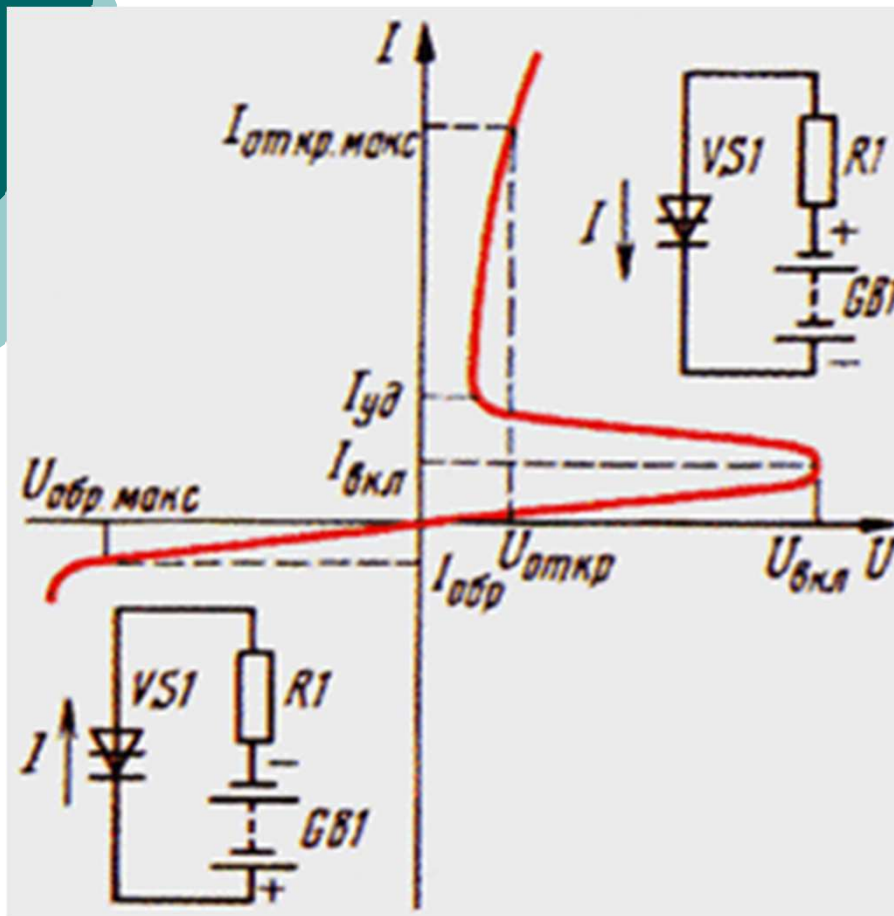 I
Iоткр.макс
VS1
R1
I
+
GB1
−
Iуд
Iвкл
Uобр.макс
Iобр
Uоткр
Uвкл
U
VS1
R1
I
−
GB1
+